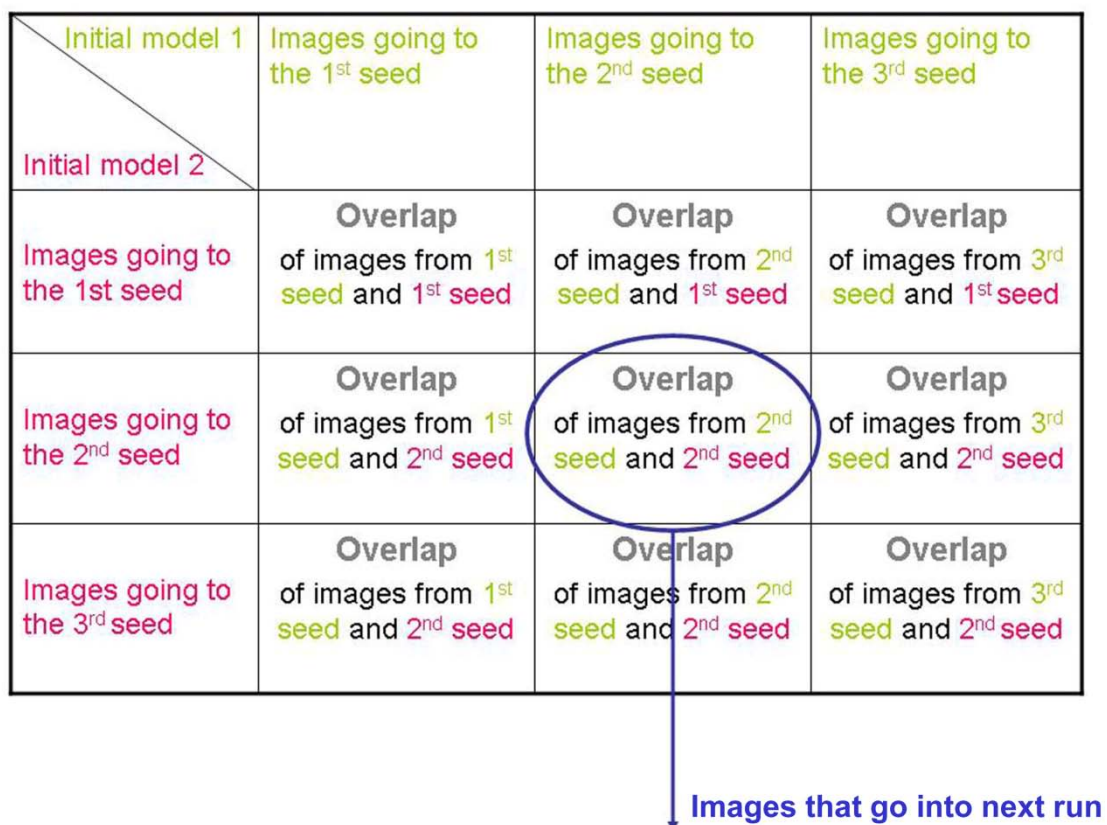 Initial model 1
Initial model 2
Images going to
the 1st seed
Images going to
the 2nd seed
Images going to
the 3rd seed
Images going to
the 1st seed
Overlap
of images from 1st
seed and 1st seed
Overlap
of images from 2nd
seed and 1st seed
Overlap
of images from 3rd
seed and 1st seed
Images going to
the 2nd seed
Overlap
of images from 1st
seed and 2nd seed
Overlap
of images from 2nd
seed and 2nd seed
Overlap
of images from 3rd
seed and 2nd seed
Images going to
the 3rd seed
Overlap
of images from 1st
seed and 2nd seed
Overlap
of images from 2nd
seed and 2nd seed
Overlap
of images from 3rd
seed and 2nd seed
Images that go into next run